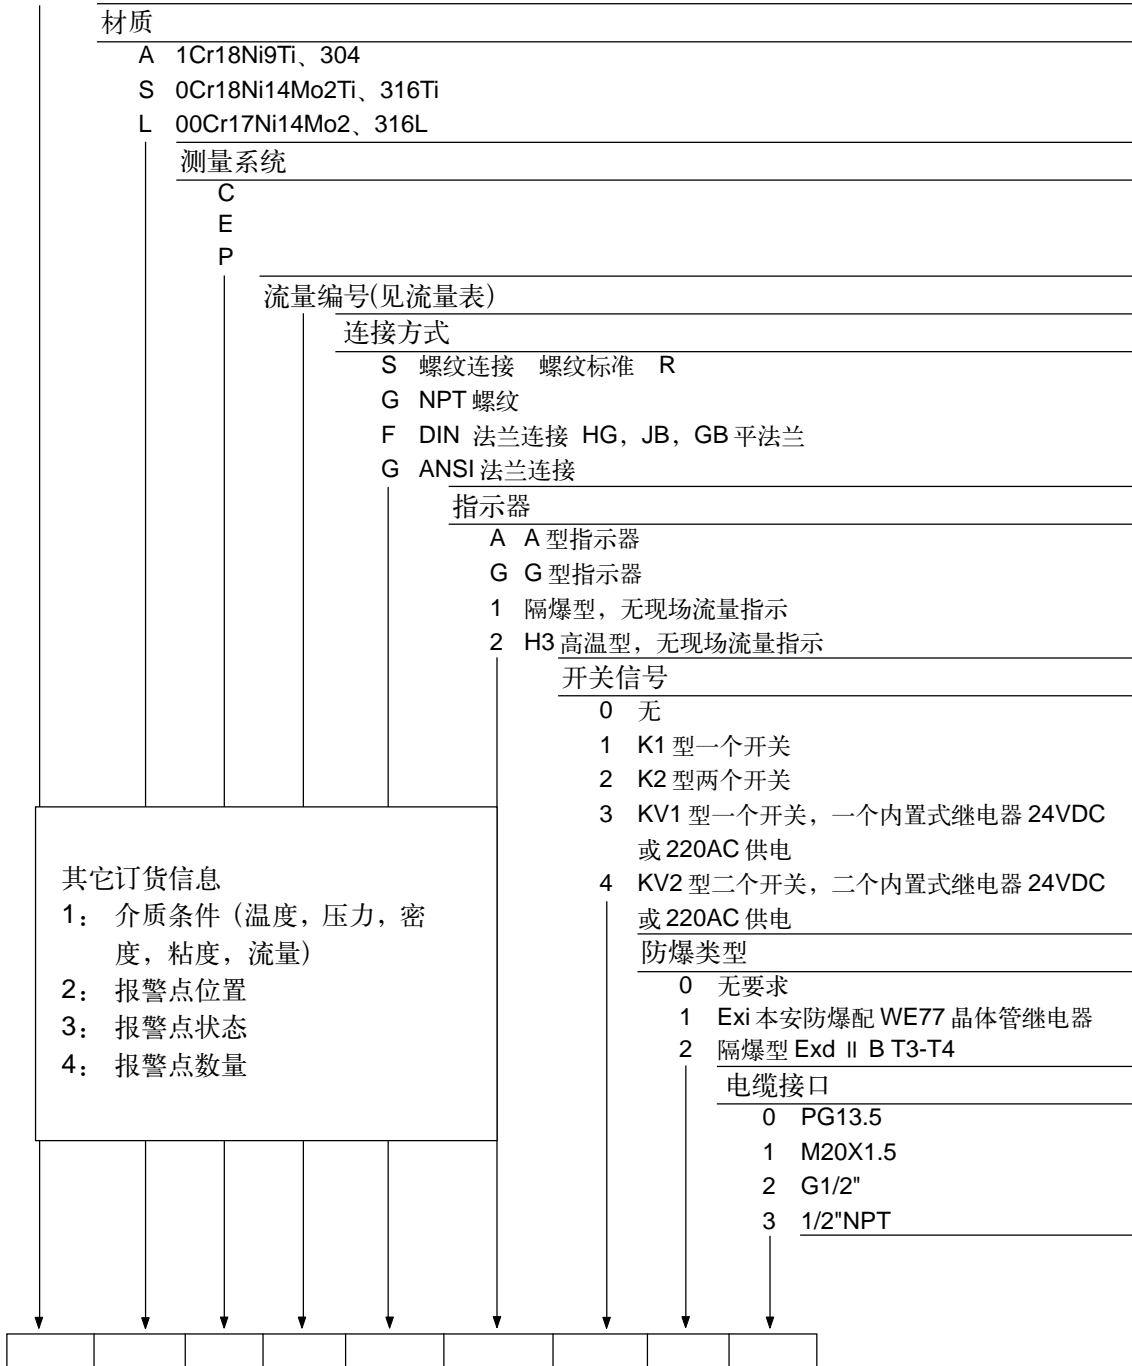 材质
A 1Cr18Ni9Ti、304
S 0Cr18Ni14Mo2Ti、316Ti
L 00Cr17Ni14Mo2、316L
测量系统
C
E
P
流量编号(见流量表)
连接方式
S 螺纹连接 螺纹标准 R
G NPT 螺纹
F DIN 法兰连接 HG，JB，GB 平法兰
G ANSI 法兰连接
指示器
A A 型指示器
G G 型指示器
1 隔爆型，无现场流量指示
2 H3 高温型，无现场流量指示
开关信号
0 无
1 K1 型一个开关
2 K2 型两个开关
3 KV1 型一个开关，一个内置式继电器 24VDC
或 220AC 供电
4 KV2 型二个开关，二个内置式继电器 24VDC
或 220AC 供电
防爆类型
0 无要求
1 Exi 本安防爆配 WE77 晶体管继电器
2 隔爆型 Exd Ⅱ B T3-T4
电缆接口
0 PG13.5
1 M20X1.5
2 G1/2"
3 1/2"NPT
其它订货信息
1： 介质条件（温度，压力，密
度，粘度，流量）
2： 报警点位置
3： 报警点状态
4： 报警点数量